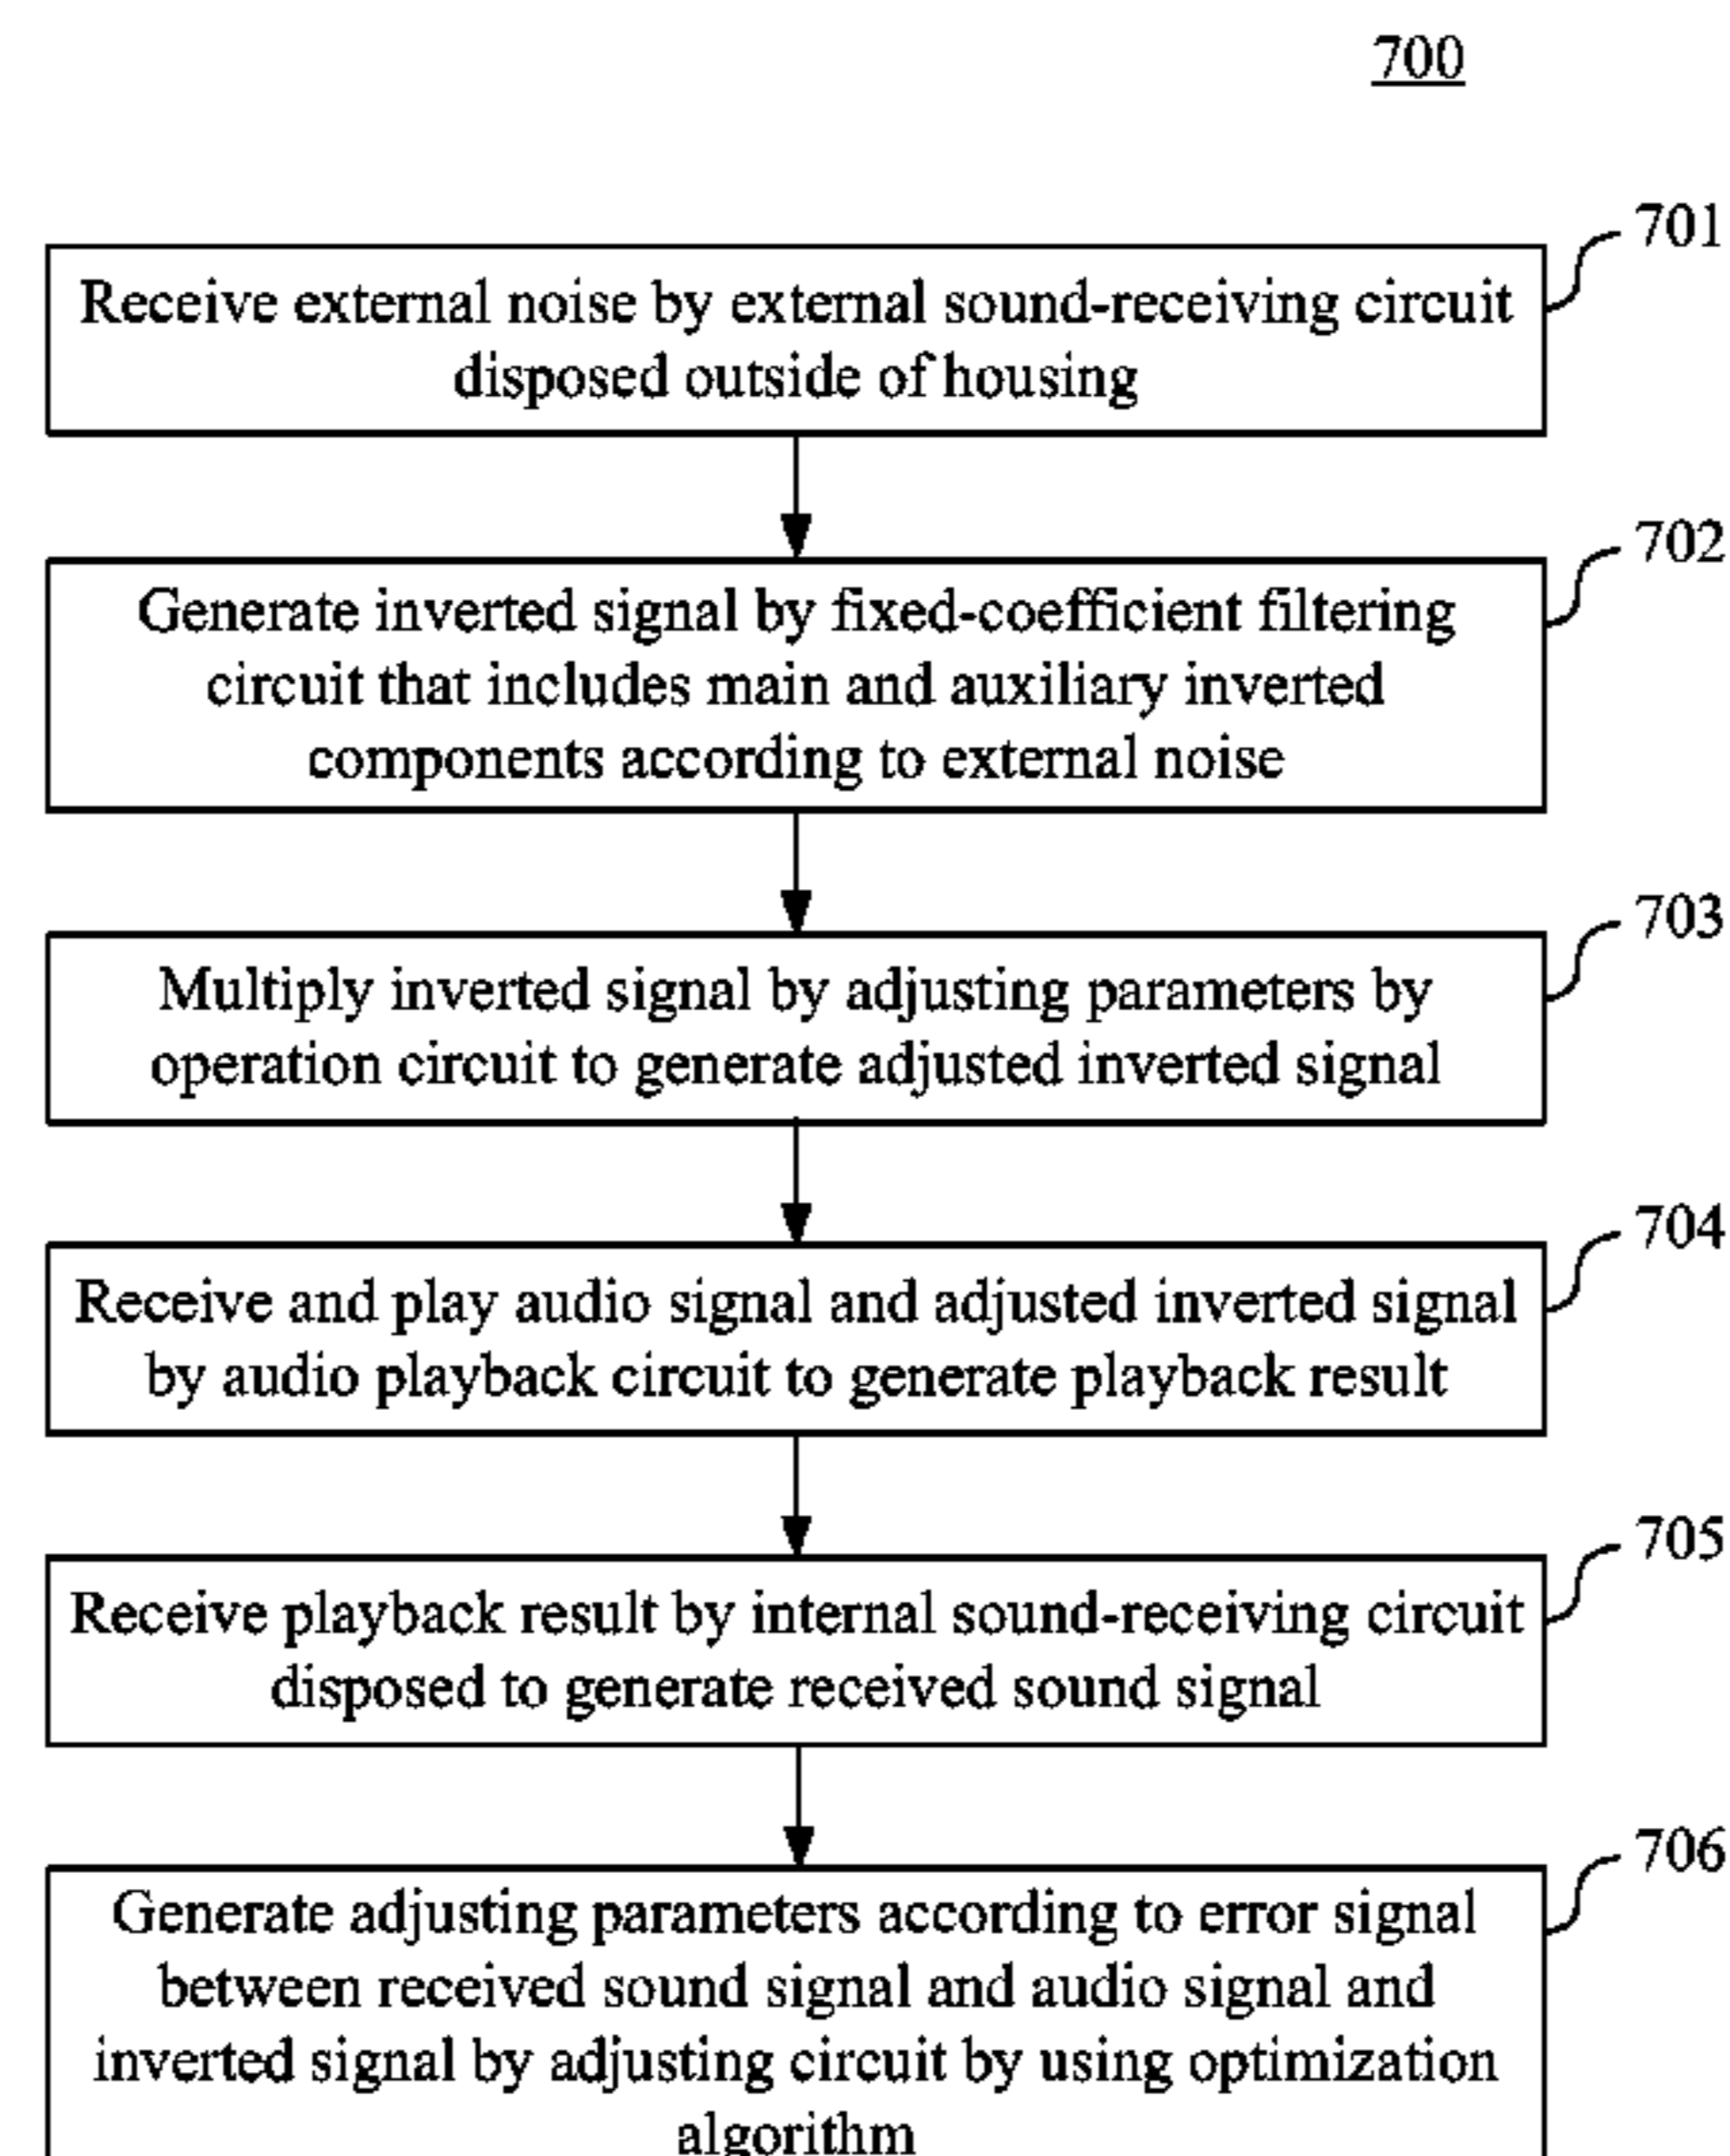 700
701
Receive external noise by external sound-receiving circuit
disposed outside of housing
702
Generate inverted signal by fixed-coefficient filtering
circuit that includes main and auxiliary inverted
components according to external noise
703
Multiply inverted signal by adjusting parameters by
operation circuit to generate adjusted inverted signal
704
Receive and play audio signal and adjusted inverted signal
by audio playback circuit to generate playback result
705
Receive playback result by internal sound-receiving circuit
disposed to generate received sound signal
706
Generate adjusting parameters according to error signal
between received sound signal and audio signal and
inverted signal by adjusting circuit by using optimization
algorithm